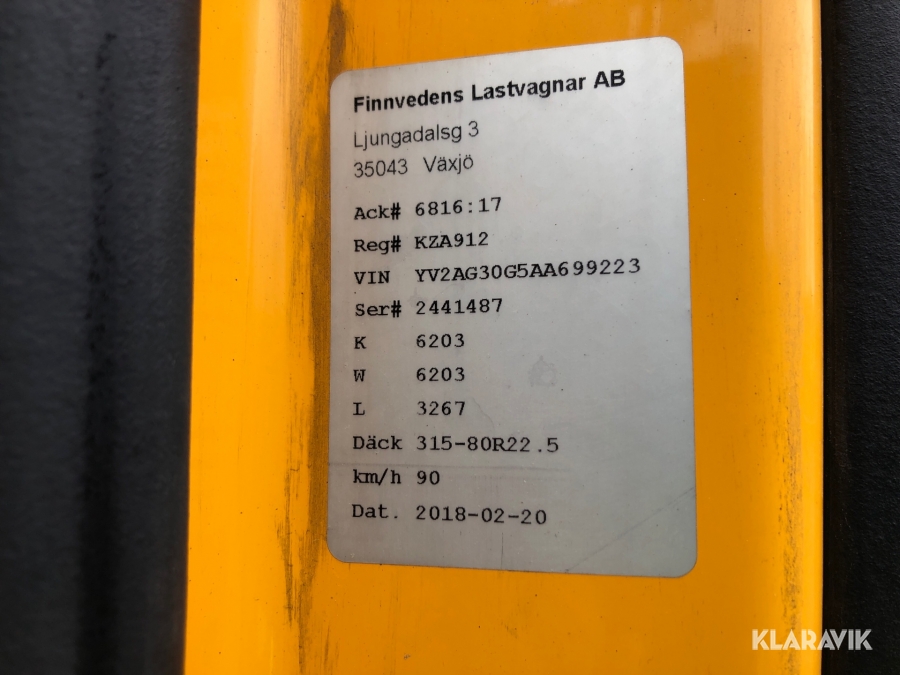 Finnvedens Lastvagnar AB
Ljungadalsg 3
35043 Växjö
Ack# 6816:17
Reg# KZA912
VIN YV2AG30G5AA699223
Ser# 2441487
K 6203
W 6203
L 3267
Däck 315-80R22.5
km/h 90
Dat. 2018-02-20
KLARAVIK